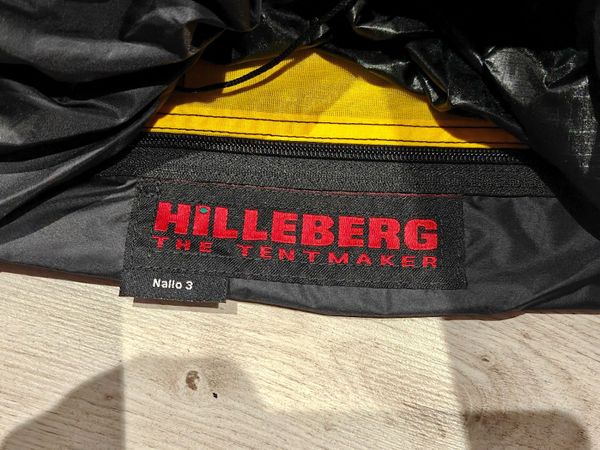 HiLLEBERG
THE TENTMAKER
Nallo 3